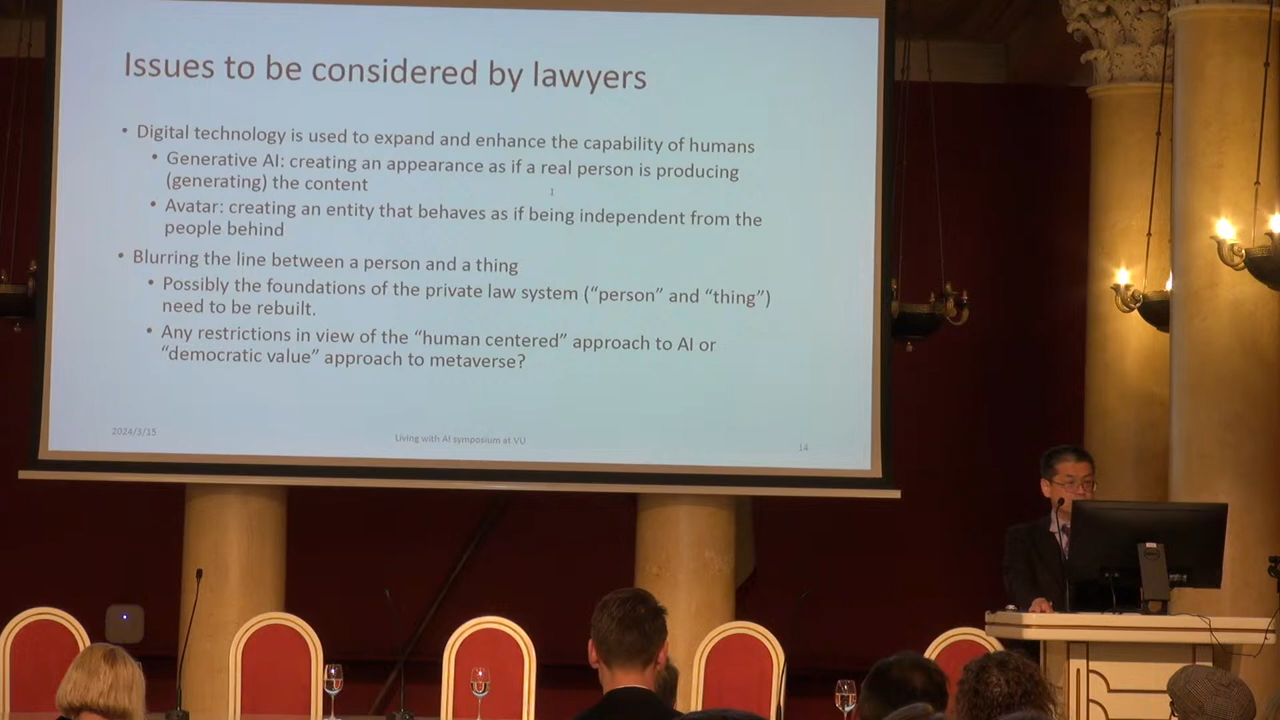 Issues to be considered by lawyers
• Digital technology is used to expand and enhance the capability of humans
• Generative AI: creating an appearance as if a real person is producing
(generating) the content
• Avatar: creating an entity that behaves as if being independent from the
people behind
• Blurring the line between a person and a thing
• Possibly the foundations of the private law system (“person” and “thing”)
need to be rebuilt.
• Any restrictions in view of the “human centered” approach to AI or
“democratic value” approach to metaverse?
2024/3/15
Living with AI symposium at VU
14